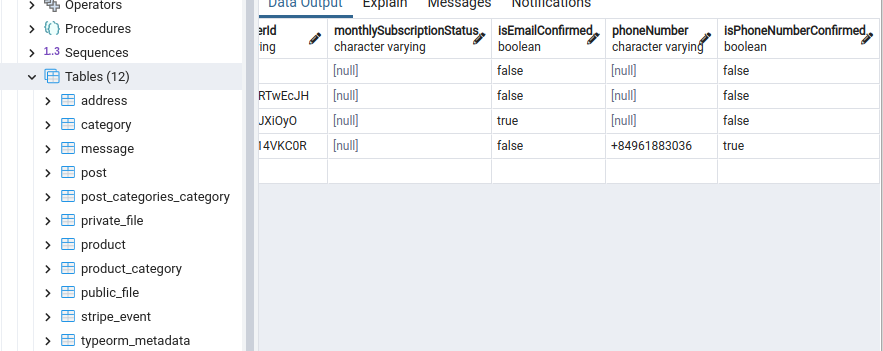 Operators
Procedures
1.3 Sequences
Tables (12)
address
category
message
post
post_categories_category
private_file
product
product_category
public_file
stripe_event
typeorm_metadata
Data Output Explain Messages Notifications
erId monthlySubscriptionStatus isEmailConfirmed phoneNumber isPhoneNumberConfirmed
ing character varying boolean character varying boolean
[null] false [null] false
RTwEcJH [null] false [null] false
JXiOyO [null] true [null] false
I4VKC0R [null] false +84961883036 true